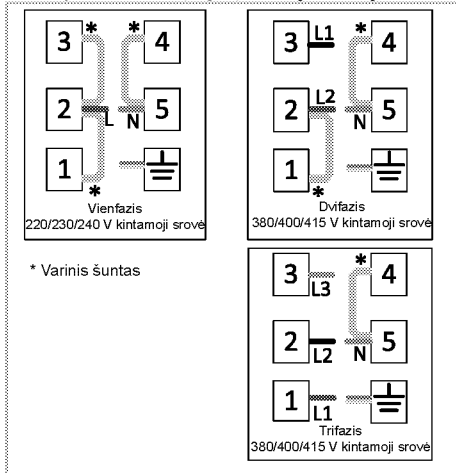 3 * * 4
2 L N 5
1
*
Vienfazis
220/230/240 V kintamoji srovė
3 L1 * 4
2 L2 N 5
1
*
Dvifazis
380/400/415 V kintamoji srovė
* Varinis šuntas
3 L3 * 4
2 L2 N 5
1 L1
Trifazis
380/400/415 V kintamoji srovė